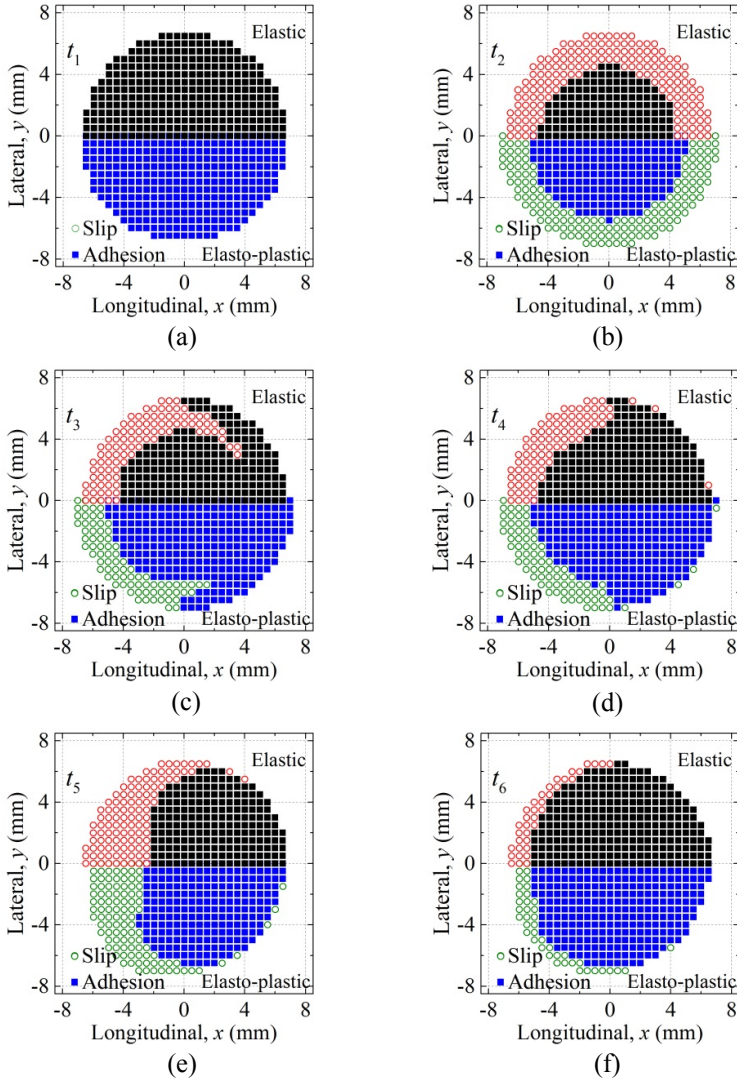 8
Elastic
t1
4
0
-4
Slip
Adhesion
Elasto-plastic
-8
-8 -4 0 4 8
Lateral, y (mm)
Longitudinal, x (mm)
(a)
8
Elastic
t2
4
0
-4
Slip
Adhesion
Elasto-plastic
-8
-8 -4 0 4 8
Lateral, y (mm)
Longitudinal, x (mm)
(b)
8
Elastic
t3
4
0
-4
Slip
Adhesion
Elasto-plastic
-8
-8 -4 0 4 8
Lateral, y (mm)
Longitudinal, x (mm)
(c)
8
Elastic
t4
4
0
-4
Slip
Adhesion
Elasto-plastic
-8
-8 -4 0 4 8
Lateral, y (mm)
Longitudinal, x (mm)
(d)
8
Elastic
t5
4
0
-4
Slip
Adhesion
Elasto-plastic
-8
-8 -4 0 4 8
Lateral, y (mm)
Longitudinal, x (mm)
(e)
8
Elastic
t6
4
0
-4
Slip
Adhesion
Elasto-plastic
-8
-8 -4 0 4 8
Lateral, y (mm)
Longitudinal, x (mm)
(f)